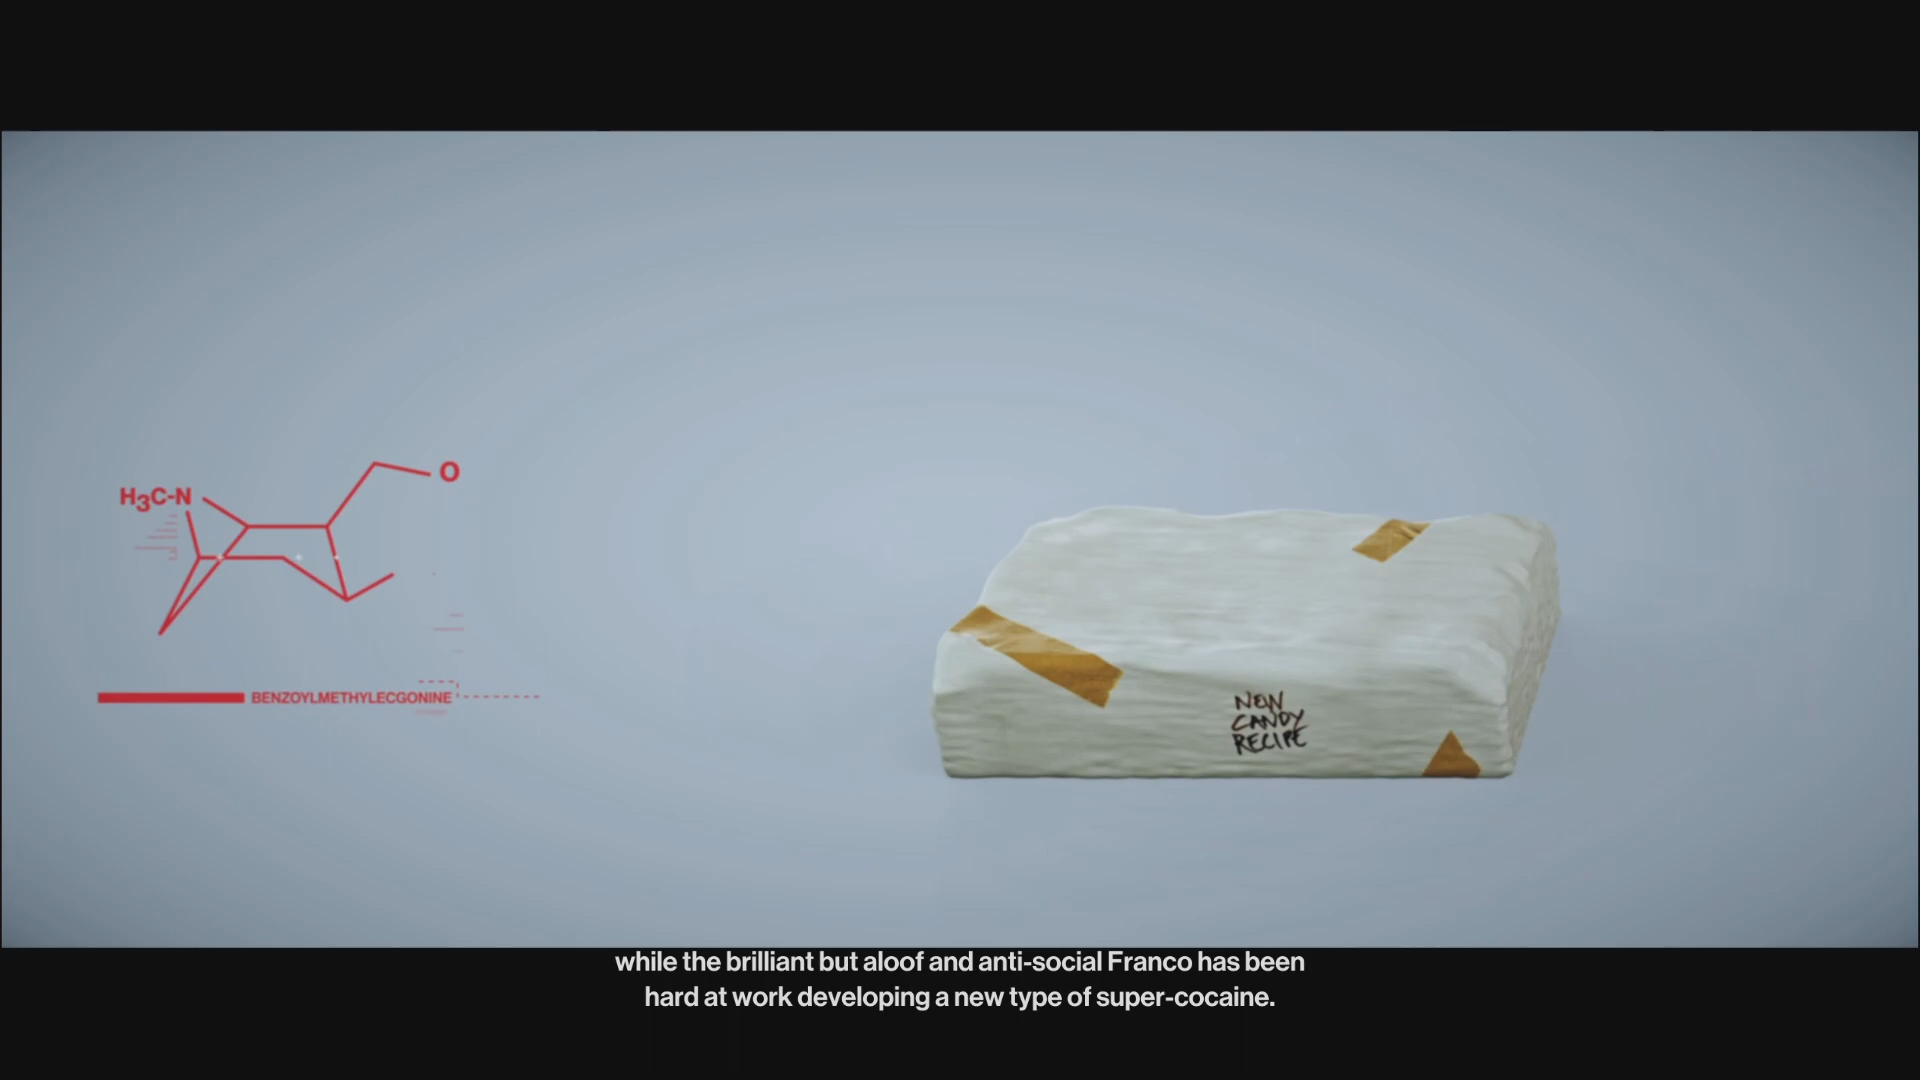 O
H3C-N
BENZOYLMETHYLECGONINE
NEW
CANDY
RECIPE
while the brilliant but aloof and anti-social Franco has been
hard at work developing a new type of super-cocaine.